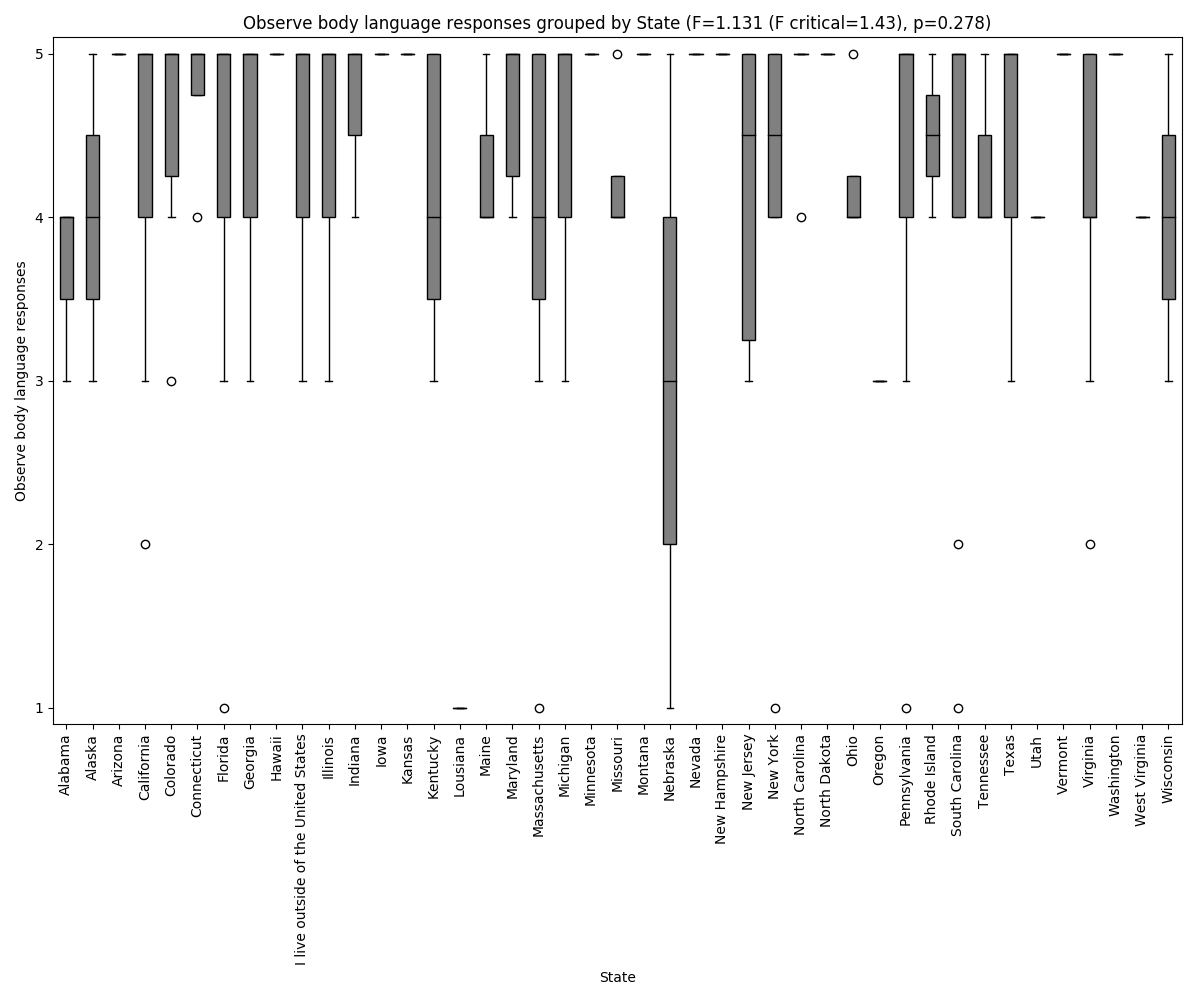 Observe body language responses grouped by State (F=1.131 (F critical=1.43), p=0.278)
Observe body language responses
5
4
3
2
1
Alabama
Alaska
Arizona
California
Colorado
Connecticut
Florida
Georgia
Hawaii
I live outside of the United States
Illinois
Indiana
Iowa
Kansas
Kentucky
Lousiana
Maine
Maryland
Massachusetts
Michigan
Minnesota
Missouri
Montana
Nebraska
Nevada
New Hampshire
New Jersey
New York
North Carolina
North Dakota
Ohio
Oregon
Pennsylvania
Rhode Island
South Carolina
Tennessee
Texas
Utah
Vermont
Virginia
Washington
West Virginia
Wisconsin
State